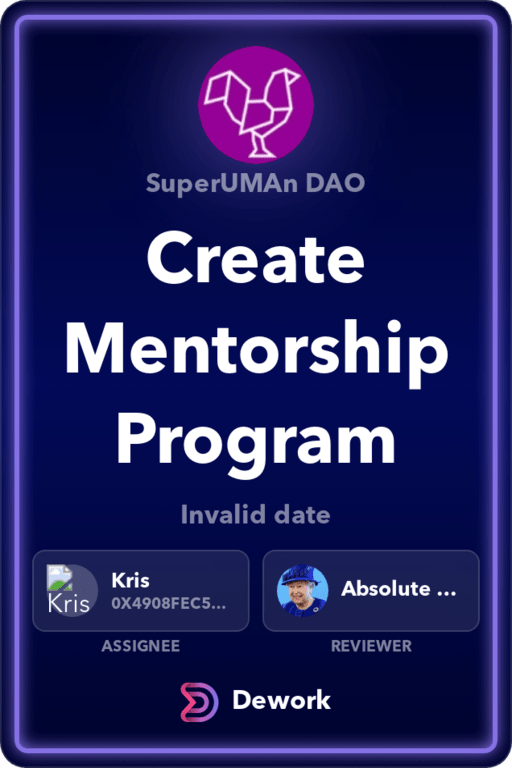 SuperUMAn DAO
Create
Mentorship
Program
Invalid date
Kris
Kris
0X4908FEC5...
Absolute ...
ASSIGNEE
REVIEWER
Dework